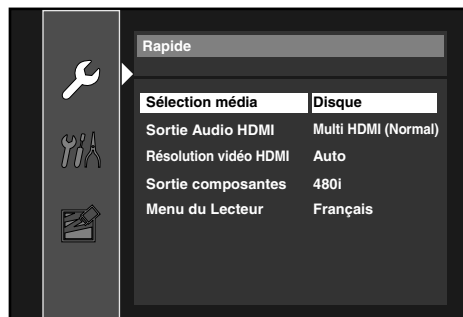 Rapide
Sélection média Disque
Sortie Audio HDMI Multi HDMI (Normal)
Résolution vidéo HDMI Auto
Sortie composantes 480i
Menu du Lecteur Français